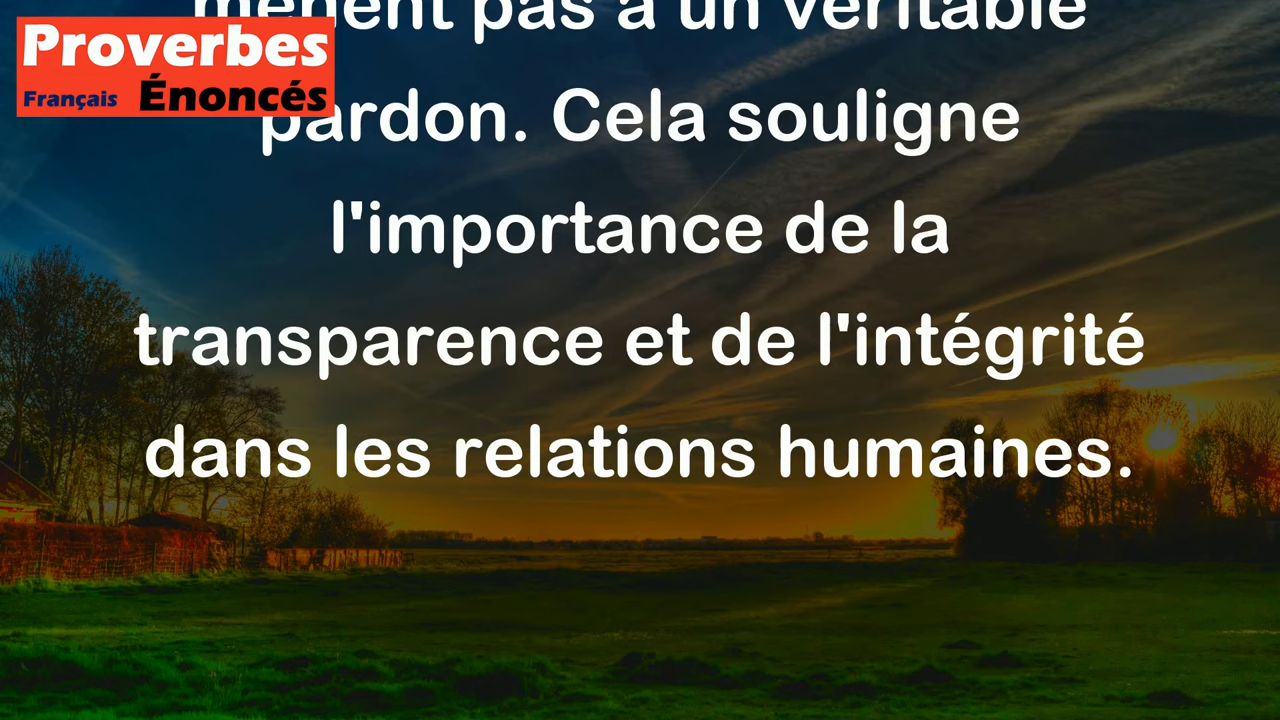 Proverbes
Français Énoncés
mènent pas à un véritable
pardon. Cela souligne
l'importance de la
transparence et de l'intégrité
dans les relations humaines.